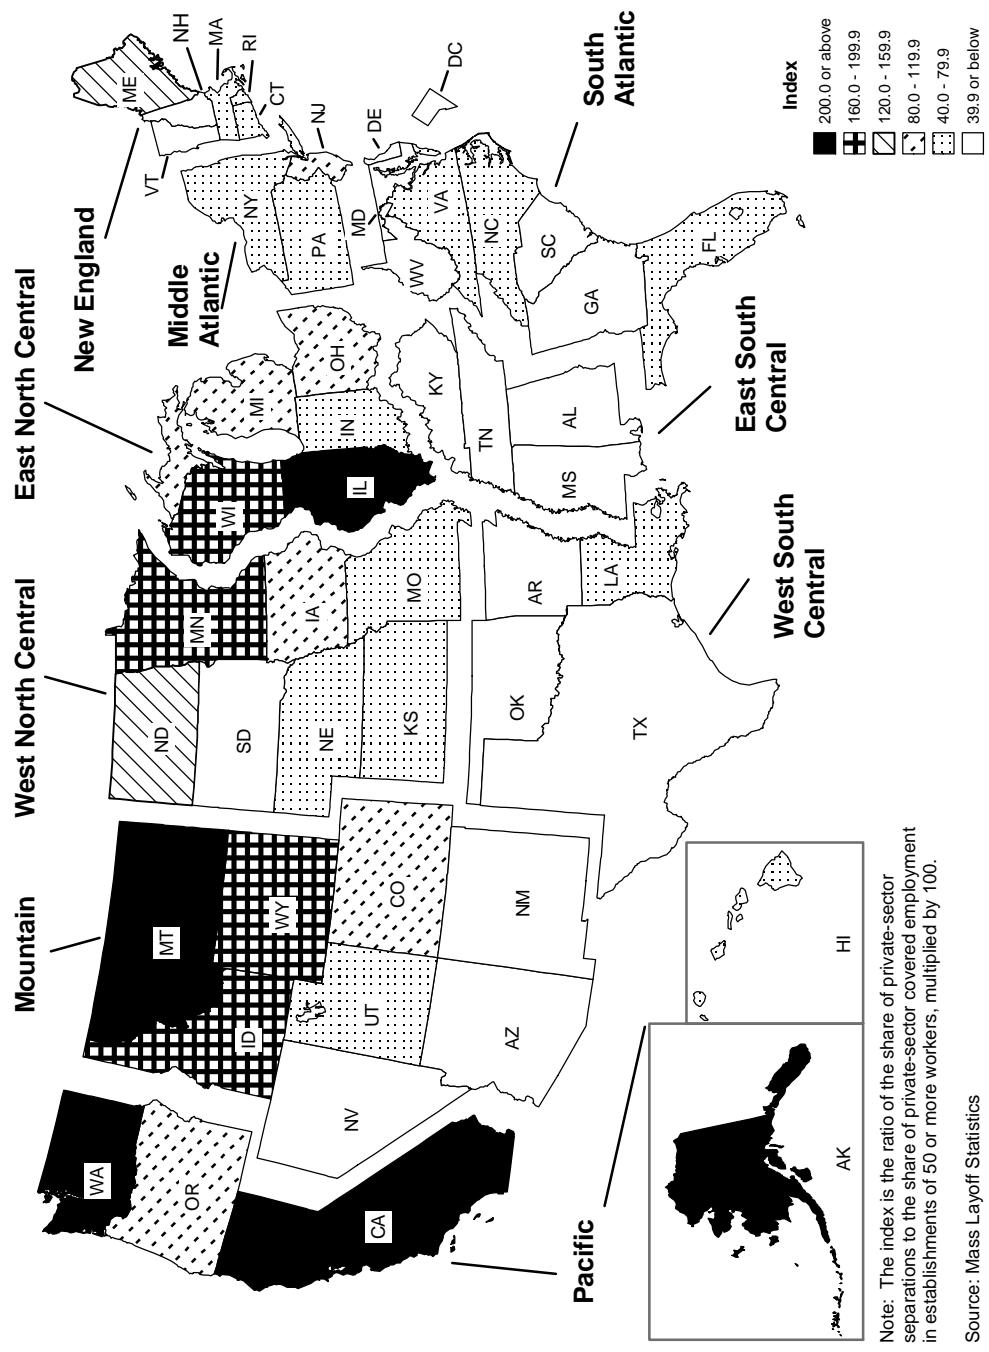 Mountain
West North Central
East North Central
New England
Middle
Atlantic
South
Atlantic
East South
Central
West South
Central
Pacific
WA
OR
CA
NV
ID
MT
WY
UT
CO
AZ
NM
ND
SD
NE
KS
OK
TX
MN
IA
MO
AR
LA
WI
IL
MI
IN
OH
KY
TN
MS
AL
NY
PA
NJ
ME
VT
NH
MA
RI
CT
DE
MD
DC
WV
VA
NC
SC
GA
FL
AK
HI
Index
200.0 or above
160.0 - 199.9
120.0 - 159.9
80.0 - 119.9
40.0 - 79.9
39.9 or below
Note: The index is the ratio of the share of private-sector
separations to the share of private-sector covered employment
in establishments of 50 or more workers, multiplied by 100.
Source: Mass Layoff Statistics